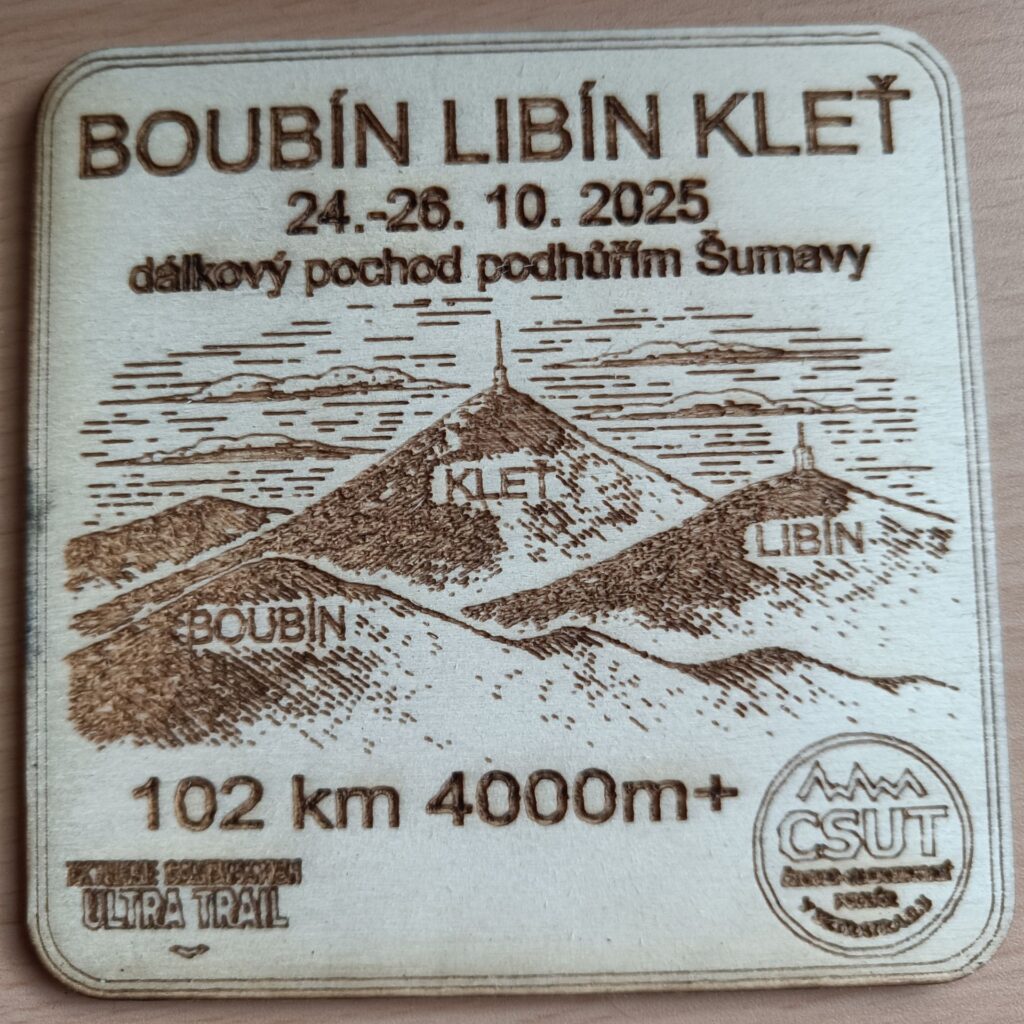 BOUBÍN LIBÍN KLEŤ
24.-26. 10. 2025
dálkový pochod podhůřím Šumavy
KLEŤ
LIBÍN
BOUBÍN
102 km 4000m+
ULTRA TRAIL
CSUT